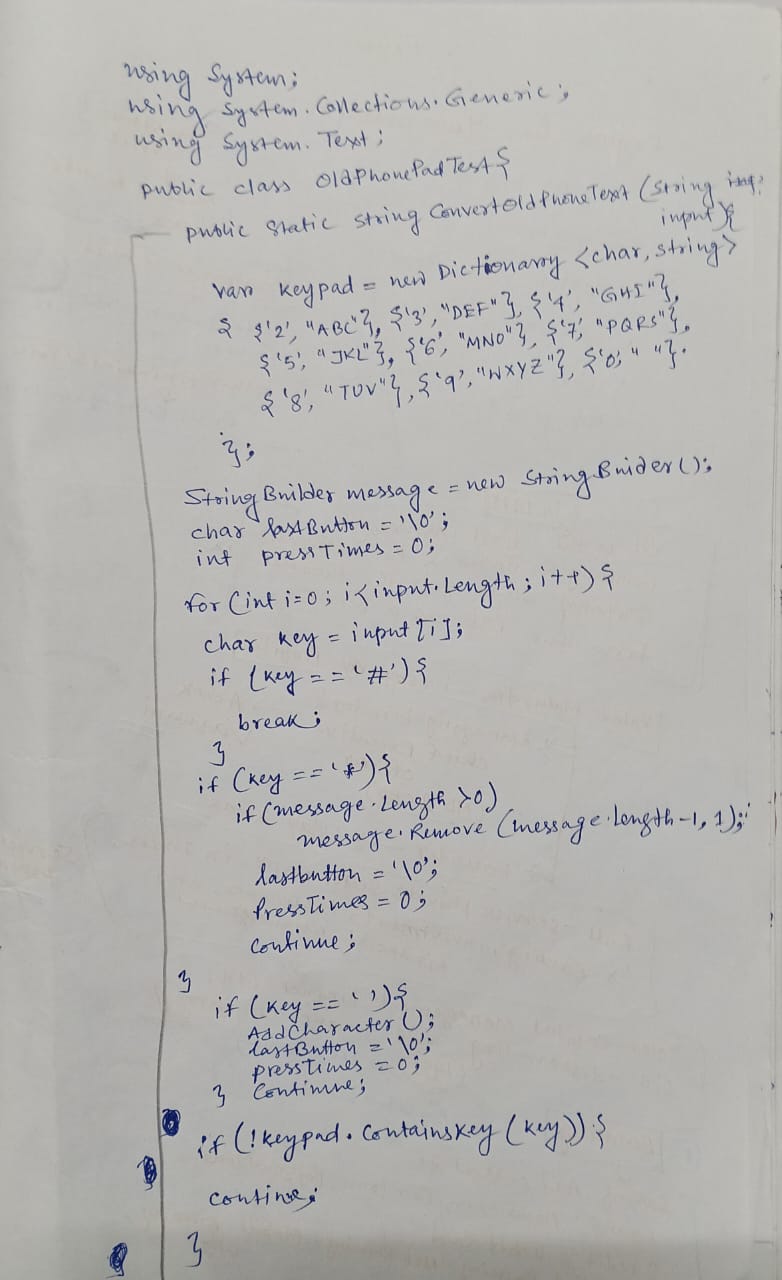 using System;
using System.Collections.Generic;
using System.Text;
public class OldPhonePadTest {
public static string ConvertOldPhoneText (string
input){
var keypad = new Dictionary <char, string>
{ {'2', "ABC"}, {'3', "DEF"}, {'4', "GHI"},
{'5', "JKL"}, {'6', "MNO"}, {'7', "PQRS"},
{'8', "TUV"}, {'9', "WXYZ"}, {'0', " "}.
};
StringBuilder message = new StringBuider();
char lastButton = '\0';
int pressTimes = 0;
for (int i=0; i<input.Length; i++) {
char key = input [i];
if (key == '#') {
break;
}
if (key == '*') {
if (message.Length >0)
message.Remove (message.Length-1, 1);
lastbutton = '\0';
PressTimes = 0;
continue;
}
if (key == ' '){
AddCharacter ();
lastButton = '\0';
presstimes = 0;
} Continue;
if (!keypad.ContainsKey (key)) {
contine;
}